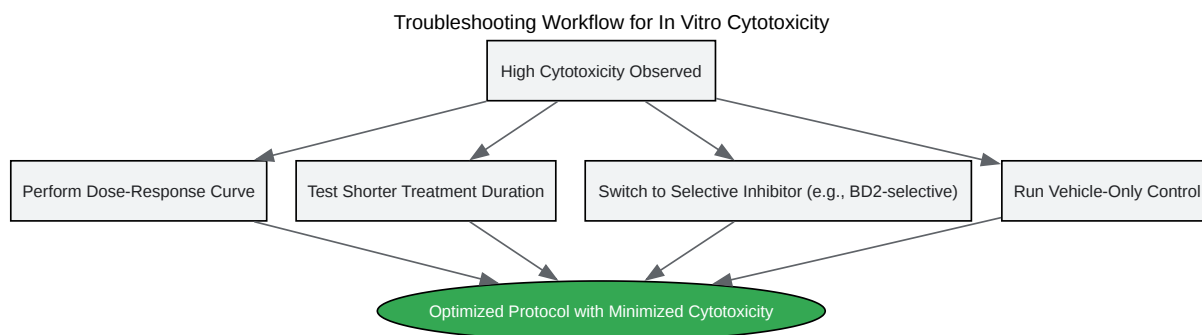 Troubleshooting Workflow for In Vitro Cytotoxicity
High Cytotoxicity Observed
Perform Dose-Response Curve
Test Shorter Treatment Duration
Switch to Selective Inhibitor (e.g., BD2-selective)
Run Vehicle-Only Control
Optimized Protocol with Minimized Cytotoxicity